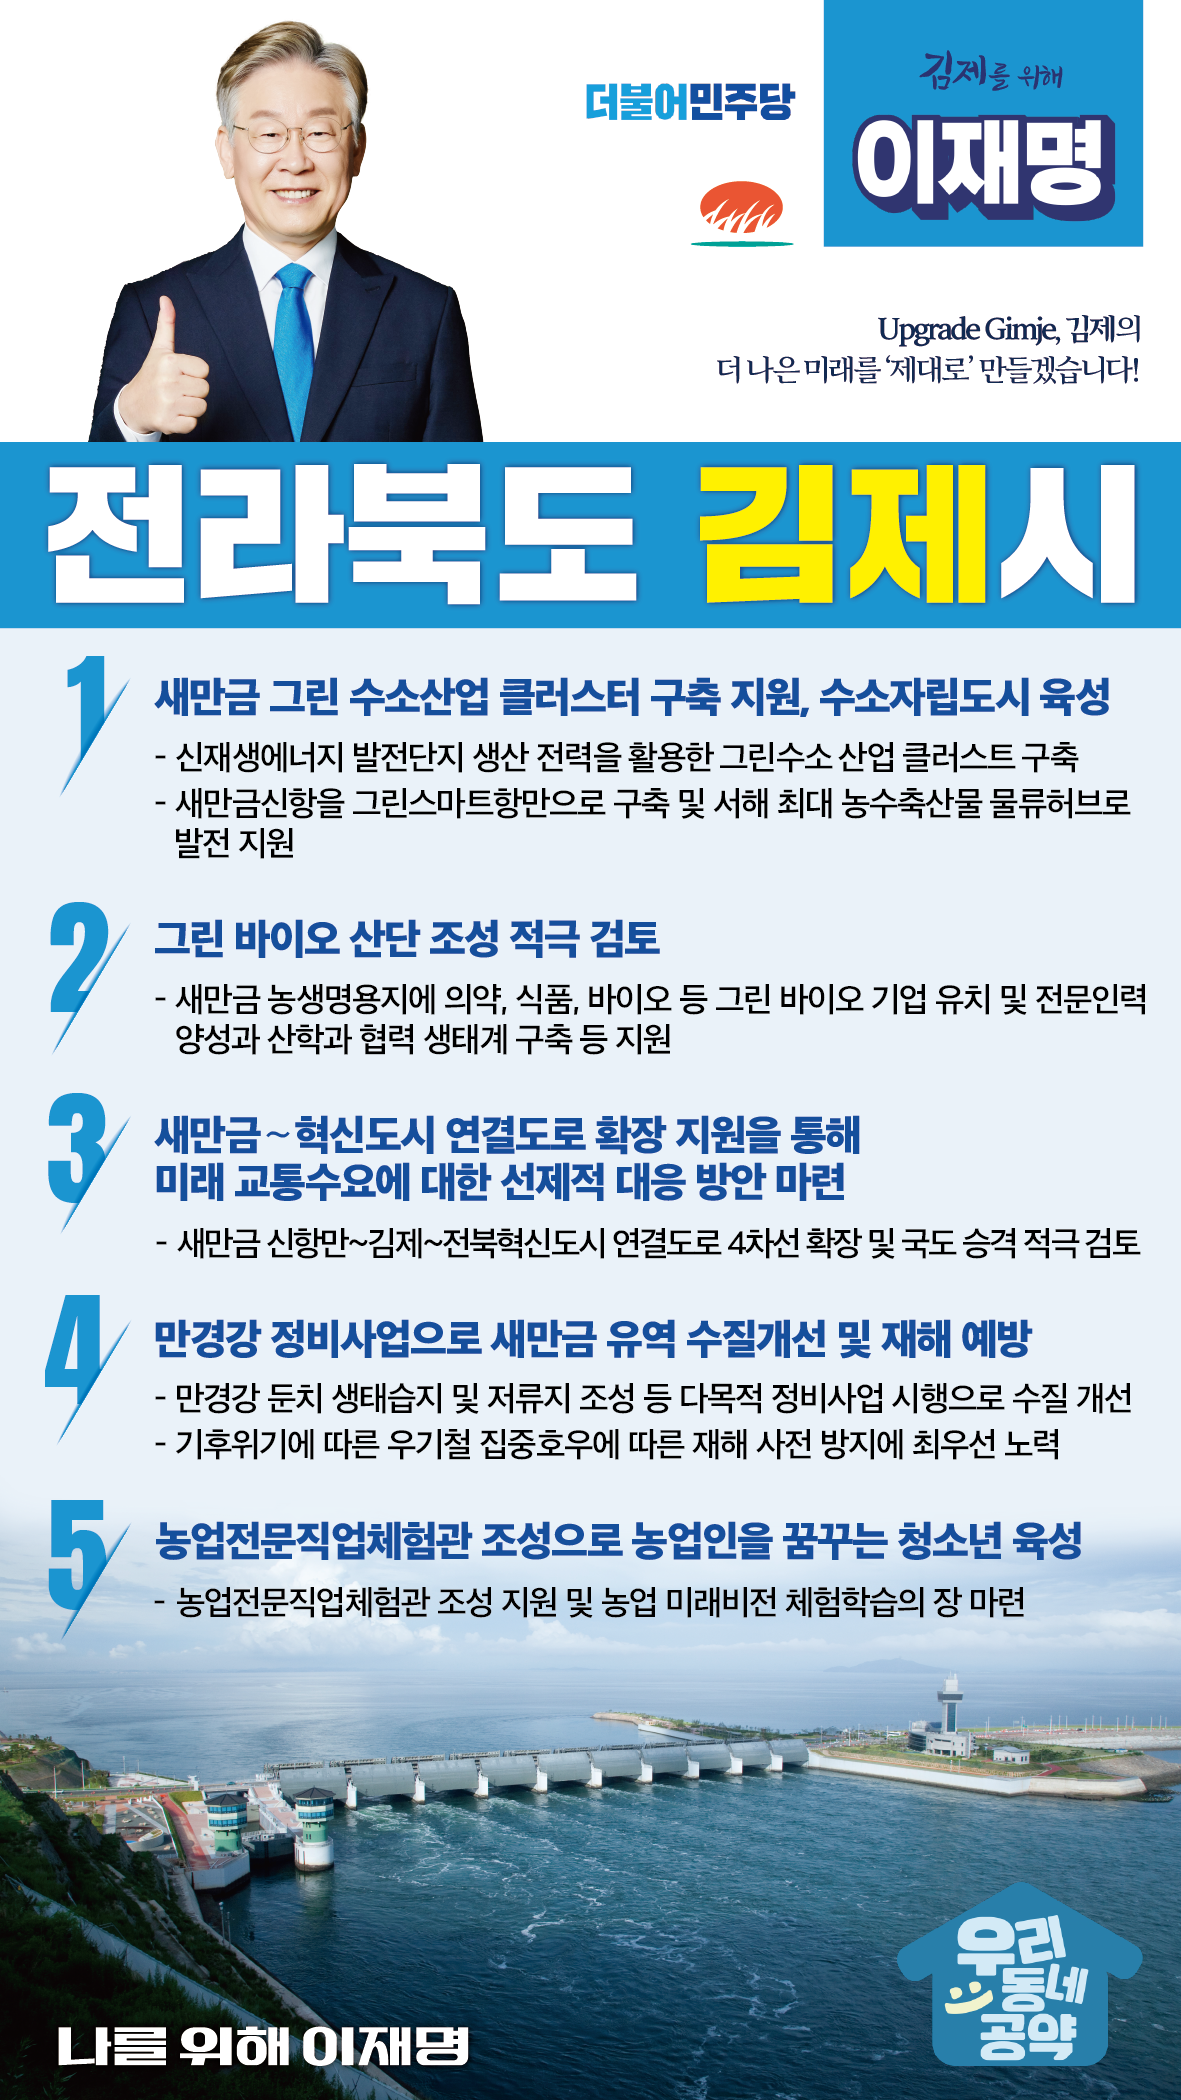 더불어민주당
김제를 위해
이재명
Upgrade Gimje, 김제의
더 나은 미래를 ‘제대로’ 만들겠습니다!
전라북도 김제시
1
새만금 그린 수소산업 클러스터 구축 지원, 수소자립도시 육성
- 신재생에너지 발전단지 생산 전력을 활용한 그린수소 산업 클러스트 구축
- 새만금신항을 그린스마트항만으로 구축 및 서해 최대 농수축산물 물류허브로
발전 지원
2
그린 바이오 산단 조성 적극 검토
- 새만금 농생명용지에 의약, 식품, 바이오 등 그린 바이오 기업 유치 및 전문인력
양성과 산학과 협력 생태계 구축 등 지원
3
새만금~혁신도시 연결도로 확장 지원을 통해
미래 교통수요에 대한 선제적 대응 방안 마련
- 새만금 신항만~김제~전북혁신도시 연결도로 4차선 확장 및 국도 승격 적극 검토
4
만경강 정비사업으로 새만금 유역 수질개선 및 재해 예방
- 만경강 둔치 생태습지 및 저류지 조성 등 다목적 정비사업 시행으로 수질 개선
- 기후위기에 따른 우기철 집중호우에 따른 재해 사전 방지에 최우선 노력
5
농업전문직업체험관 조성으로 농업인을 꿈꾸는 청소년 육성
- 농업전문직업체험관 조성 지원 및 농업 미래비전 체험학습의 장 마련
우리
동네
공약
나를 위해 이재명